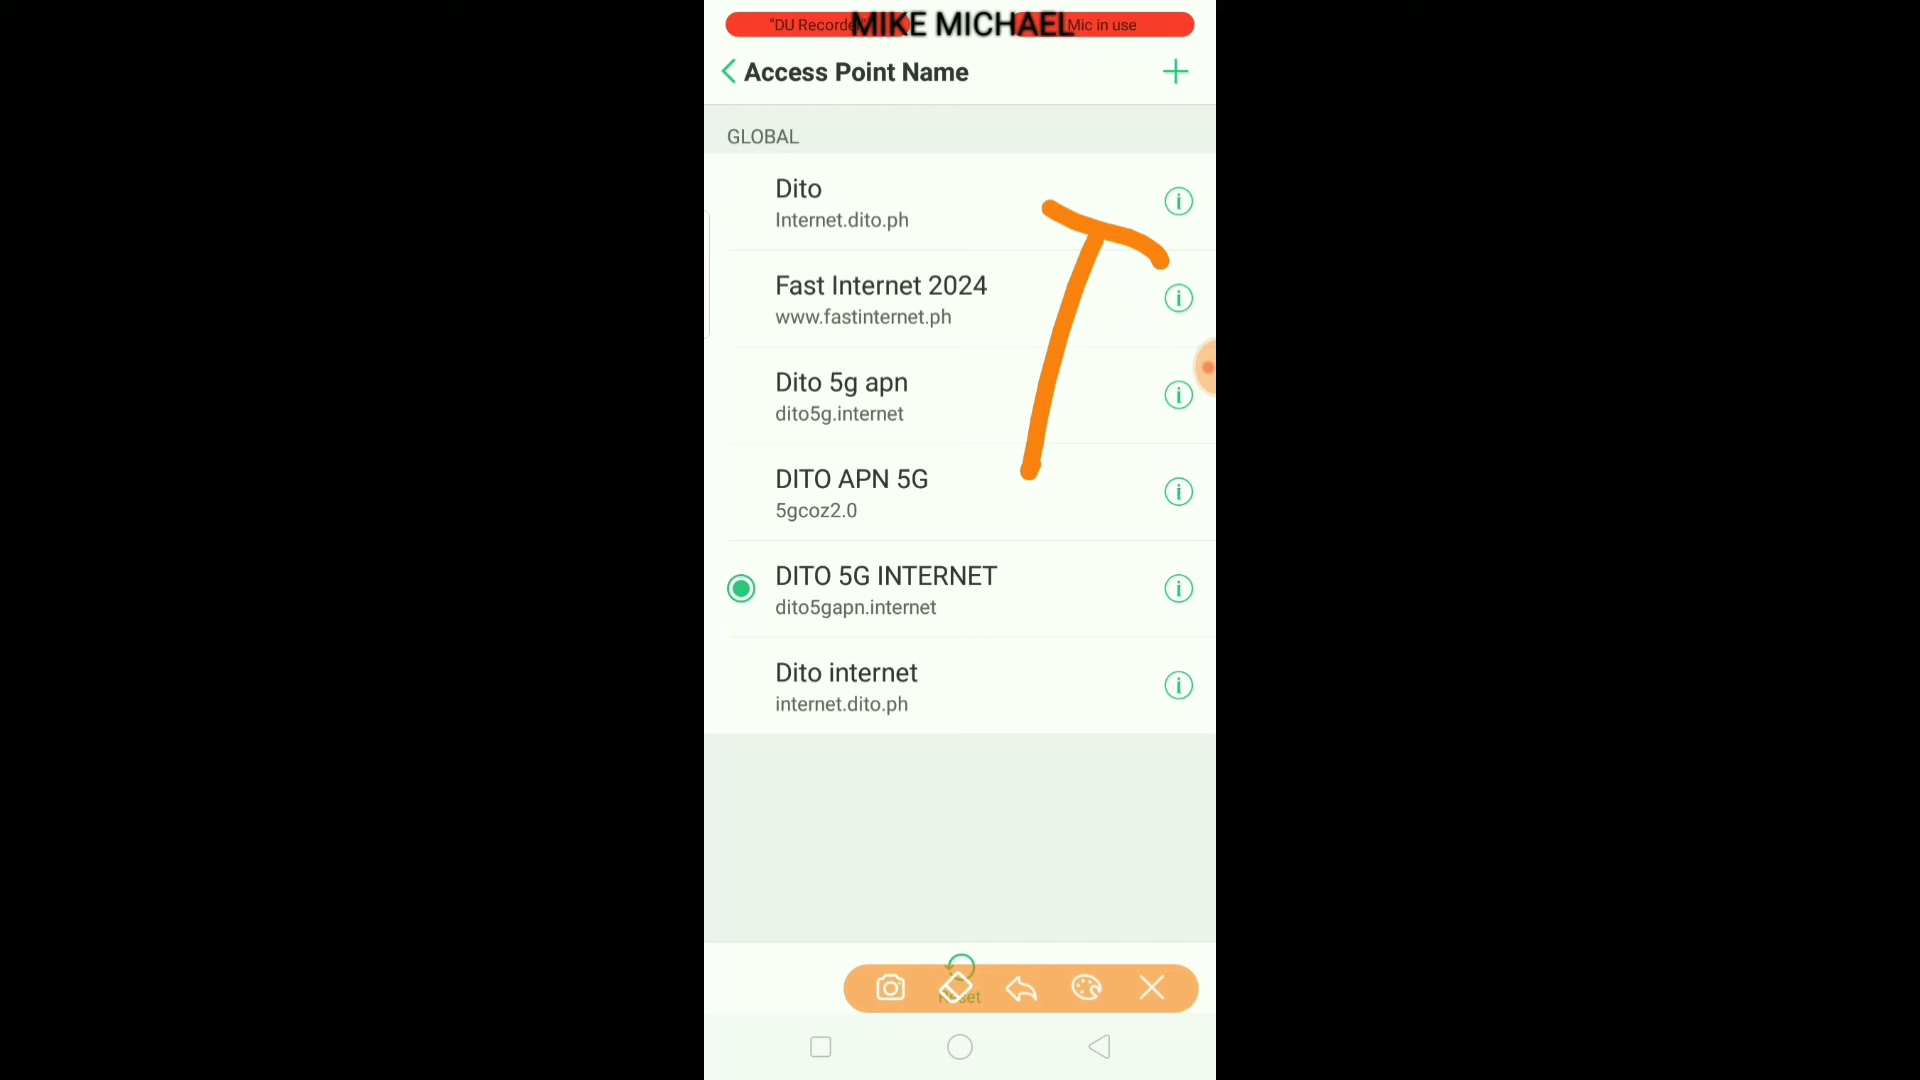 "DU Recorde
MIKE MICHAEL
Mic in use
Access Point Name
GLOBAL
Dito
Internet.dito.ph
Fast Internet 2024
www.fastinternet.ph
Dito 5g apn
dito5g.internet
DITO APN 5G
5gcoz2.0
DITO 5G INTERNET
dito5gapn.internet
Dito internet
internet.dito.ph
Reset